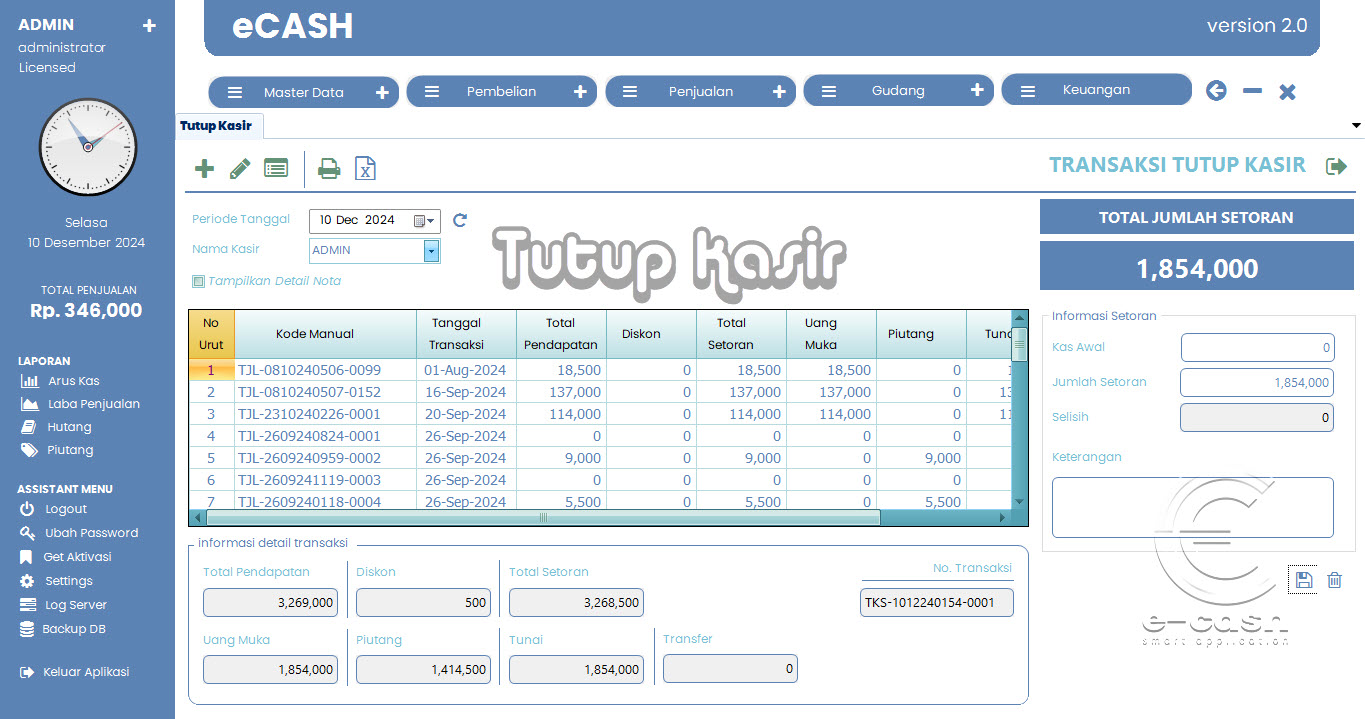 ADMIN +
administrator
Licensed
Selasa
10 Desember 2024
TOTAL PENJUALAN
Rp. 346,000
LAPORAN
Arus Kas
Laba Penjualan
Hutang
Piutang
ASSISTANT MENU
Logout
Ubah Password
Get Aktivasi
Settings
Log Server
Backup DB
Keluar Aplikasi
eCASH
version 2.0
Master Data + Pembelian + Penjualan + Gudang + Keuangan
Tutup Kasir
TRANSAKSI TUTUP KASIR
Periode Tanggal 10 Dec 2024
Nama Kasir ADMIN
Tampilkan Detail Nota
Tutup Kasir
TOTAL JUMLAH SETORAN
1,854,000
No Urut Kode Manual Tanggal Transaksi Total Pendapatan Diskon Total Setoran Uang Muka Piutang
1 TJL-0810240506-0099 01-Aug-2024 18,500 0 18,500 18,500 0
2 TJL-0810240507-0152 16-Sep-2024 137,000 0 137,000 137,000 0
3 TJL-2310240226-0001 20-Sep-2024 114,000 0 114,000 114,000 0
4 TJL-2609240824-0001 26-Sep-2024 0 0 0 0 0
5 TJL-2609240959-0002 26-Sep-2024 9,000 0 9,000 0 9,000
6 TJL-2609241119-0003 26-Sep-2024 0 0 0 0 0
7 TJL-2609240118-0004 26-Sep-2024 5,500 0 5,500 0 5,500
informasi detail transaksi
Total Pendapatan Diskon Total Setoran No. Transaksi
3,269,000 500 3,268,500 TKS-1012240154-0001
Uang Muka Piutang Tunai Transfer
1,854,000 1,414,500 1,854,000 0
Informasi Setoran
Kas Awal 0
Jumlah Setoran 1,854,000
Selisih 0
Keterangan
e-cash
smart application